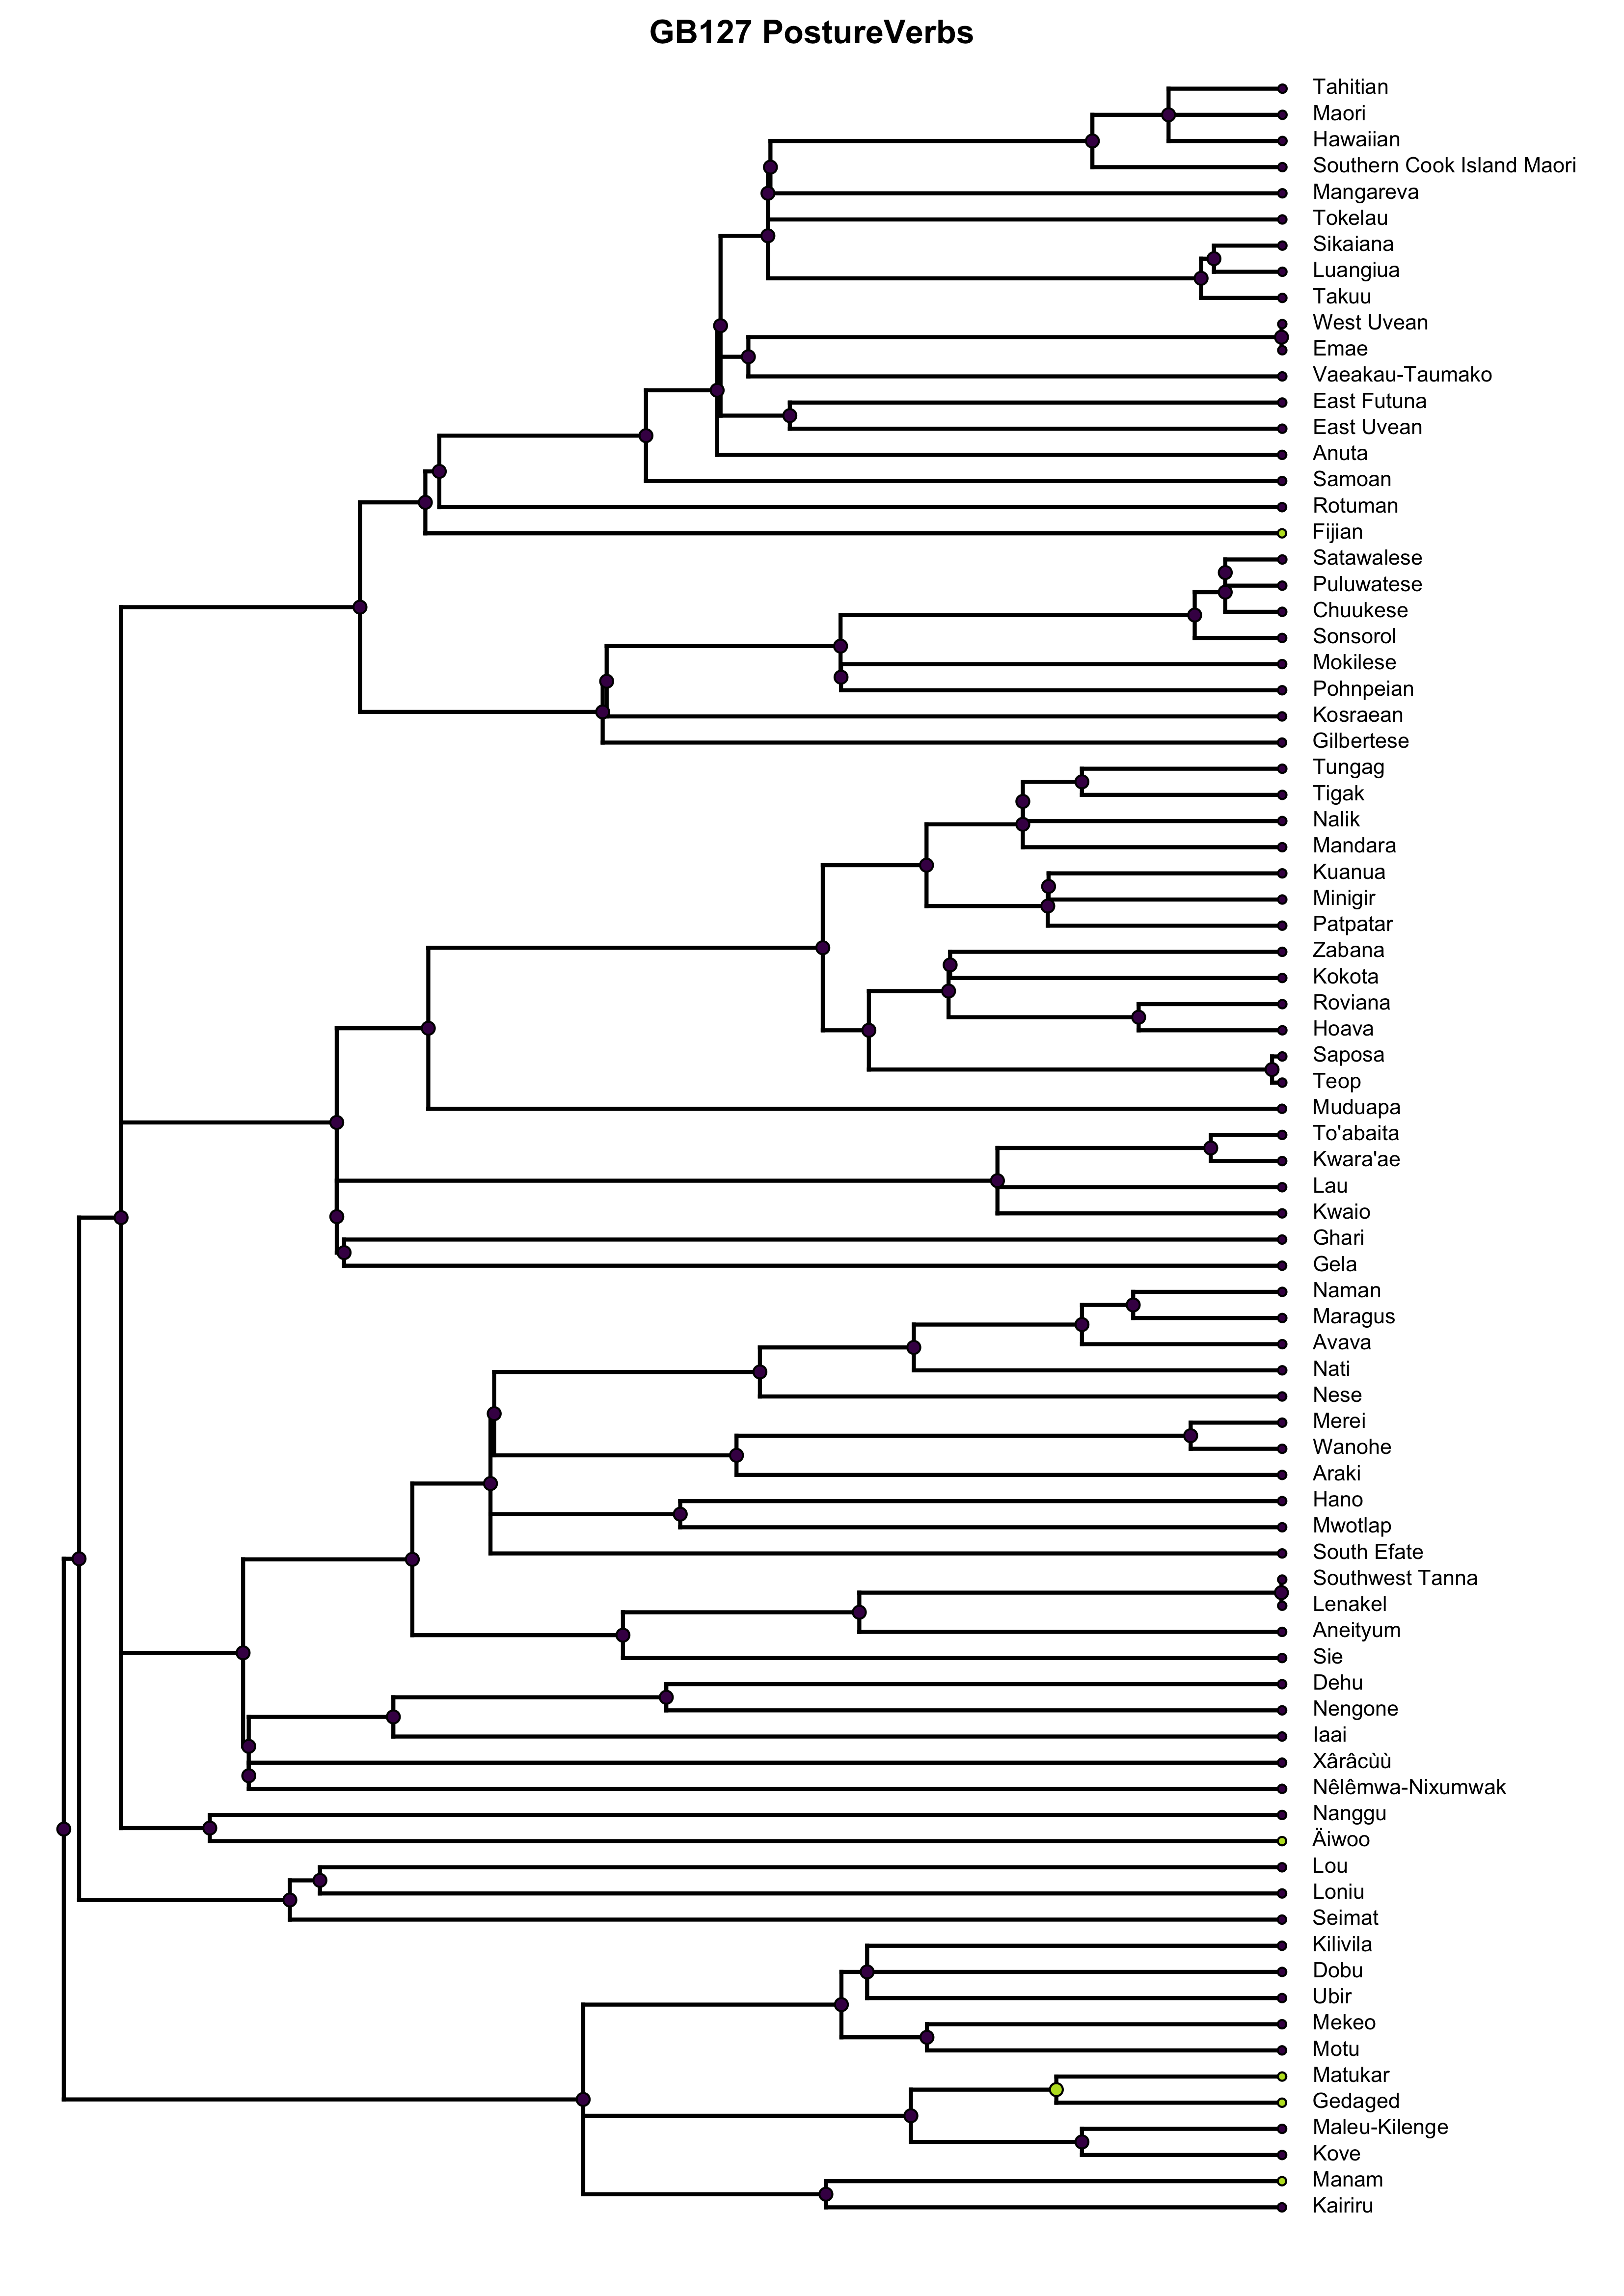 GB127 PostureVerbs
Tahitian
Maori
Hawaiian
Southern Cook Island Maori
Mangareva
Tokelau
Sikaiana
Luangiua
Takuu
West Uvean
Emae
Vaeakau-Taumako
East Futuna
East Uvean
Anuta
Samoan
Rotuman
Fijian
Satawalese
Puluwatese
Chuukese
Sonsorol
Mokilese
Pohnpeian
Kosraean
Gilbertese
Tungag
Tigak
Nalik
Mandara
Kuanua
Minigir
Patpatar
Zabana
Kokota
Roviana
Hoava
Saposa
Teop
Muduapa
To'abaita
Kwara'ae
Lau
Kwaio
Ghari
Gela
Naman
Maragus
Avava
Nati
Nese
Merei
Wanohe
Araki
Hano
Mwotlap
South Efate
Southwest Tanna
Lenakel
Aneityum
Sie
Dehu
Nengone
Iaai
Xârâcùù
Nêlêmwa-Nixumwak
Nanggu
Äiwoo
Lou
Loniu
Seimat
Kilivila
Dobu
Ubir
Mekeo
Motu
Matukar
Gedaged
Maleu-Kilenge
Kove
Manam
Kairiru